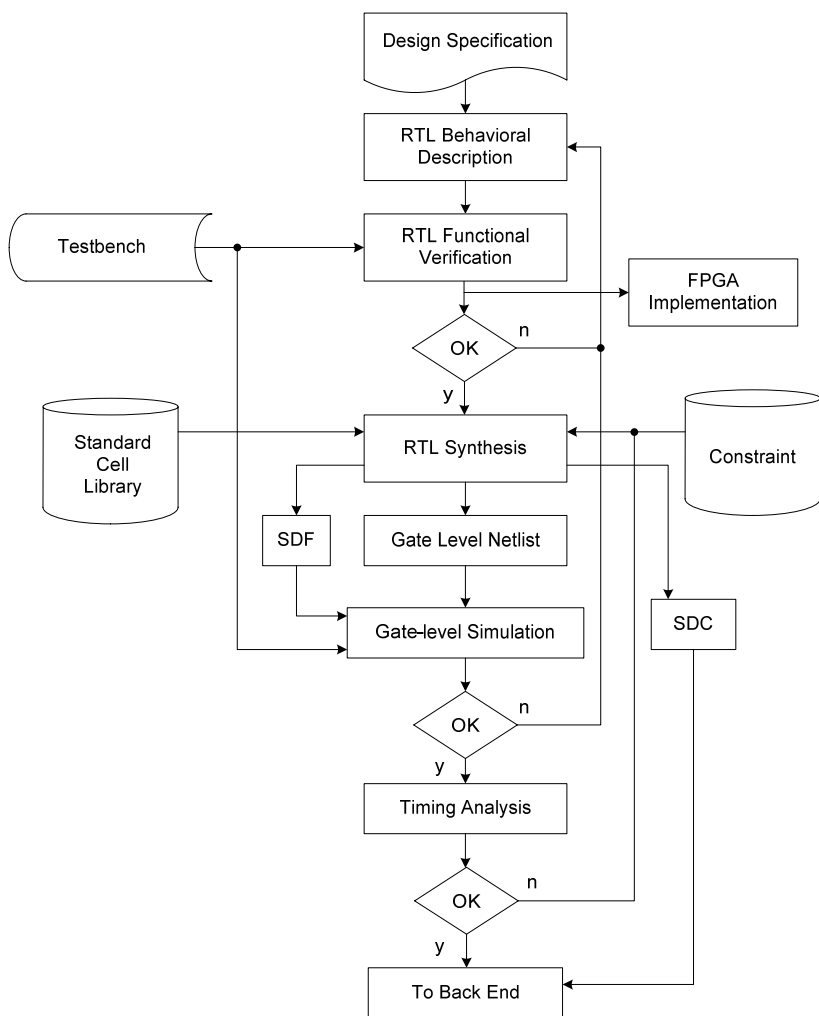 Design Specification
RTL Behavioral
Description
Testbench
RTL Functional
Verification
FPGA
Implementation
n
OK
y
Standard
Cell
Library
RTL Synthesis
Constraint
SDF
Gate Level Netlist
Gate-level Simulation
SDC
n
OK
y
Timing Analysis
n
OK
y
To Back End